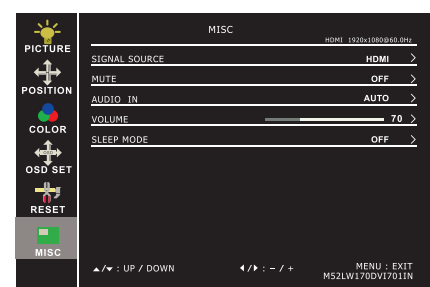 MISC
HDMI 1920x1080@60.0Hz
PICTURE
POSITION
COLOR
OSD
OSD SET
RESET
MISC
SIGNAL SOURCE HDMI >
MUTE OFF >
AUDIO IN AUTO >
VOLUME 70 >
SLEEP MODE OFF >
▲/▼ : UP / DOWN ◀/▶ : – / + MENU : EXIT
M52LW170DVI701IN